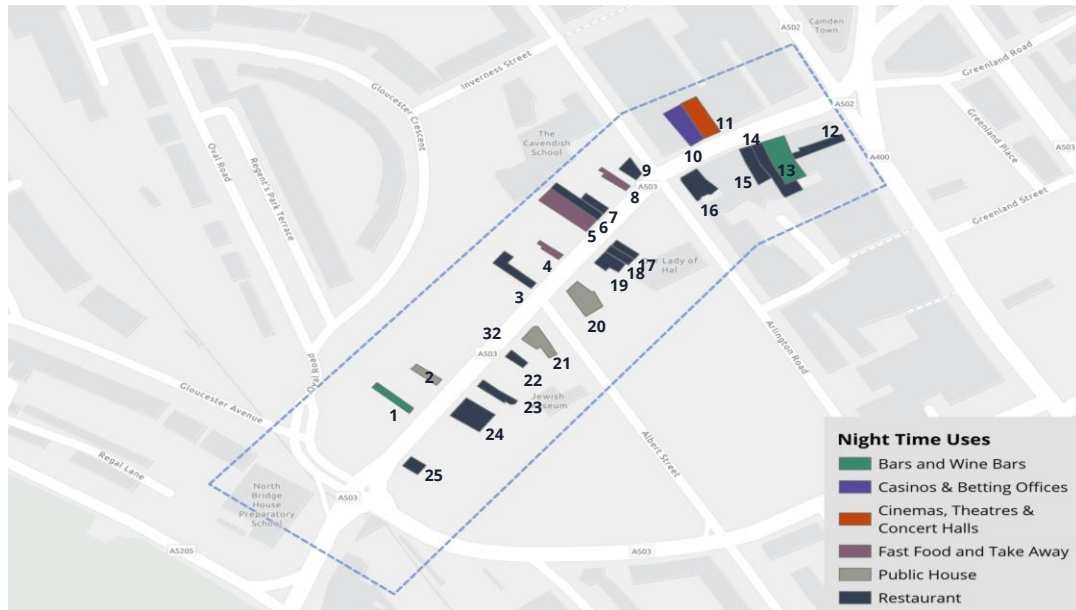 Camden
Town
A502
Greenland Road
Inverness Street
A502
Gloucester Crescent
The
Cavendish
School
11
12
14
Greenland Place
A503
10
13
A400
Oval Road
Regent's Park Terrace
9
A503
15
8
16
Greenland Street
7
6
5
17
Lady of
Hal
18
4
19
3
20
32
A503
21
Arlington Road
22
2
Oval Road
Jewish
seum
23
1
Gloucester Avenue
24
Albert Street
25
Regal Lane
North
Bridge
House
Preparatory
School
A503
A5205
A503
Night Time Uses
Bars and Wine Bars
Casinos & Betting Offices
Cinemas, Theatres &
Concert Halls
Fast Food and Take Away
Public House
Restaurant